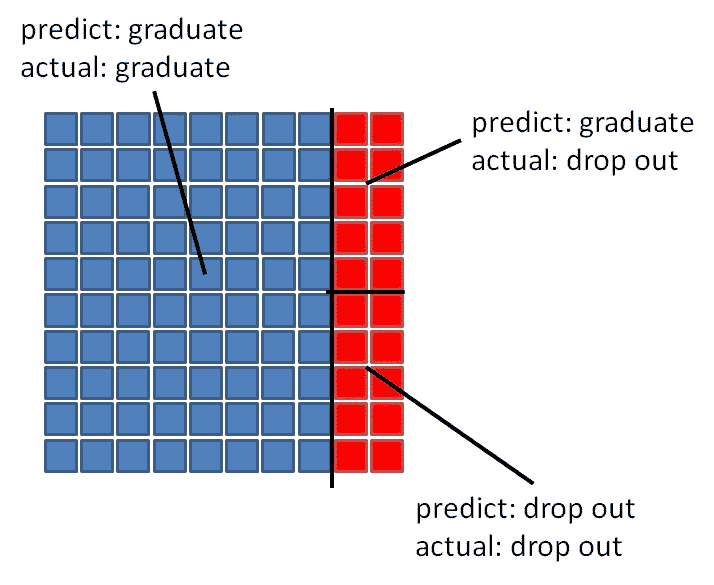 predict: graduate
actual: graduate
predict: graduate
actual: drop out
predict: drop out
actual: drop out